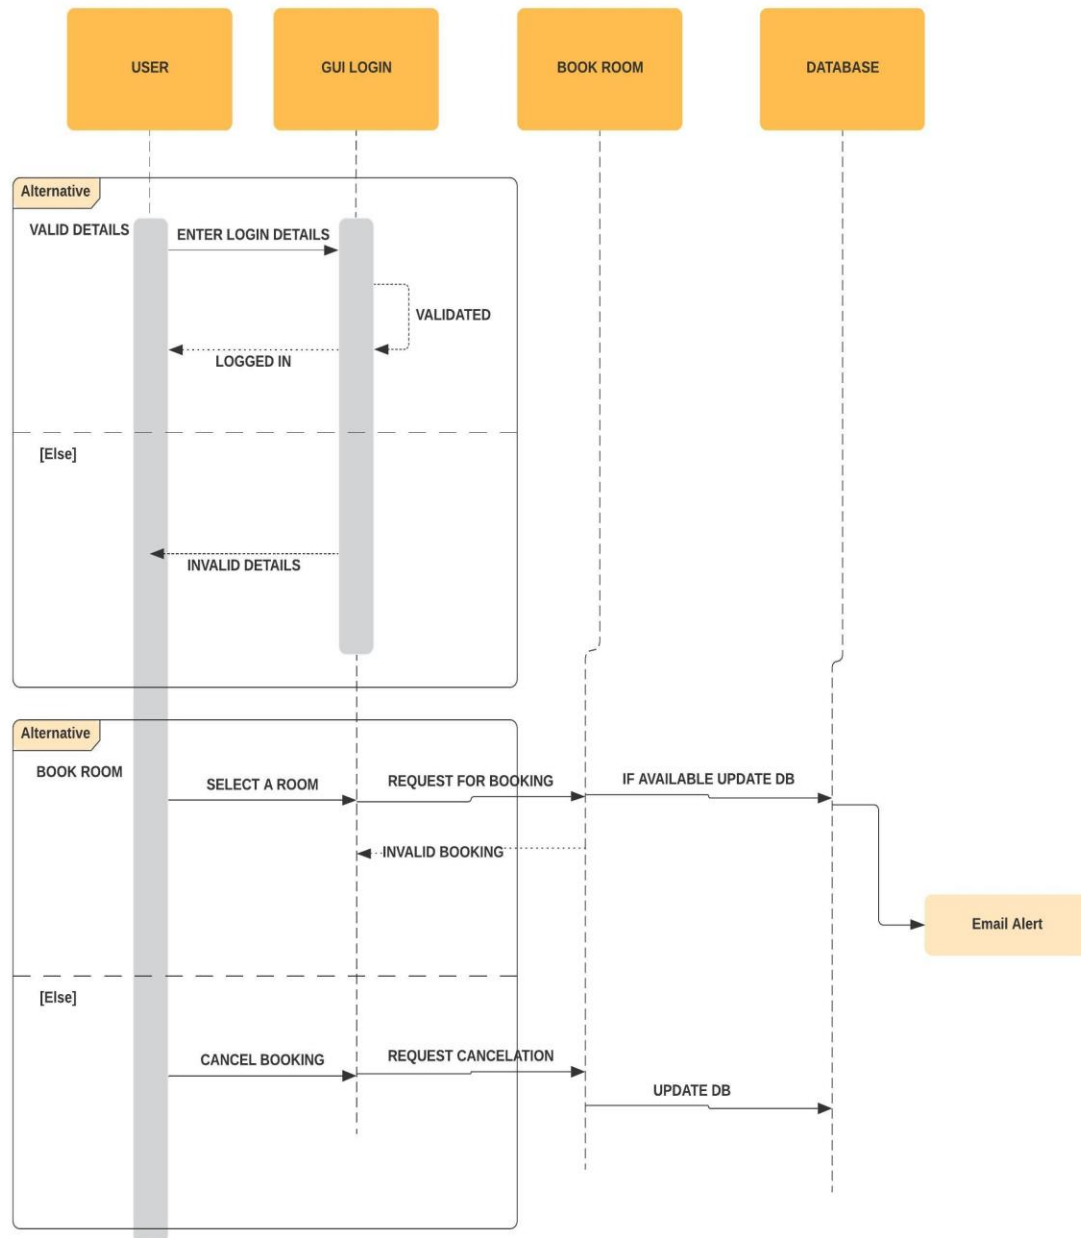 USER
GUI LOGIN
BOOK ROOM
DATABASE
Alternative
VALID DETAILS
ENTER LOGIN DETAILS
VALIDATED
LOGGED IN
[Else]
INVALID DETAILS
Alternative
BOOK ROOM
SELECT A ROOM
REQUEST FOR BOOKING
IF AVAILABLE UPDATE DB
INVALID BOOKING
Email Alert
[Else]
CANCEL BOOKING
REQUEST CANCELATION
UPDATE DB